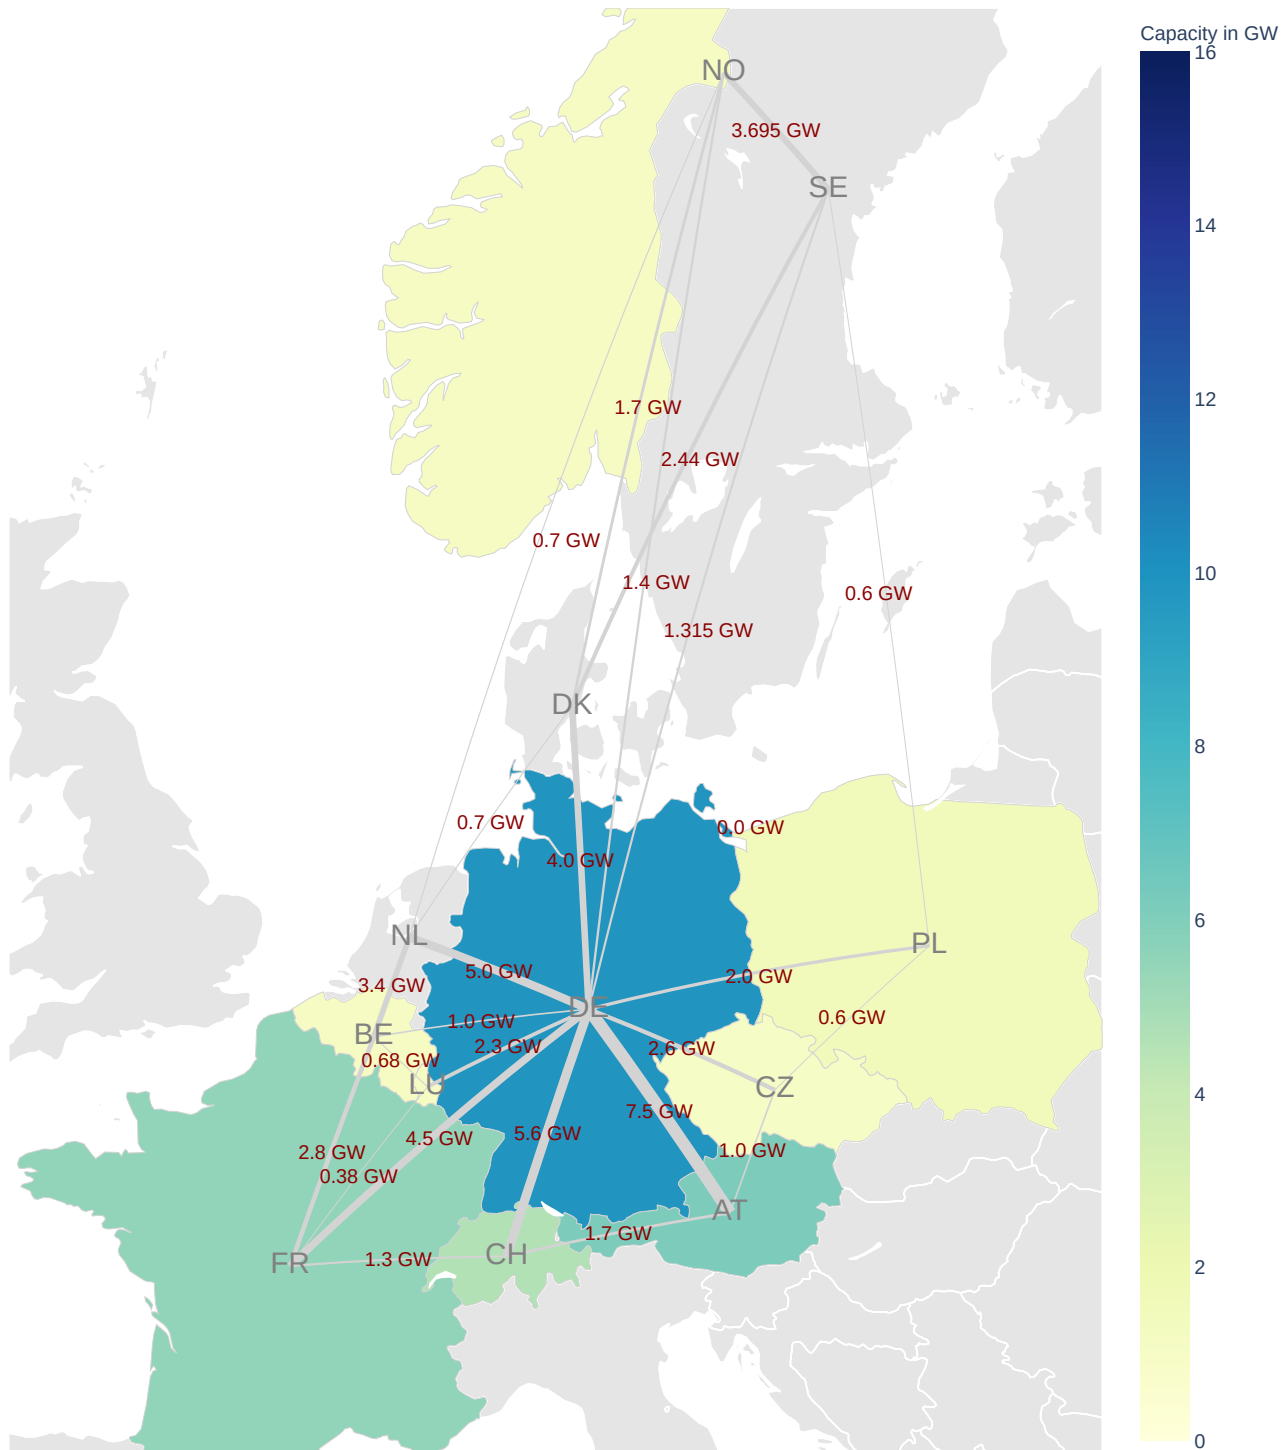 Capacity in GW
16
NO
3.695 GW
SE
14
12
1.7 GW
2.44 GW
0.7 GW
10
1.4 GW
0.6 GW
1.315 GW
DK
8
0.7 GW
0.0 GW
4.0 GW
6
NL
PL
5.0 GW
2.0 GW
3.4 GW
DE
1.0 GW
0.6 GW
BE
2.3 GW
2.6 GW
0.68 GW
LU
CZ
4
7.5 GW
5.6 GW
4.5 GW
2.8 GW
1.0 GW
0.38 GW
AT
1.7 GW
CH
1.3 GW
FR
2
0